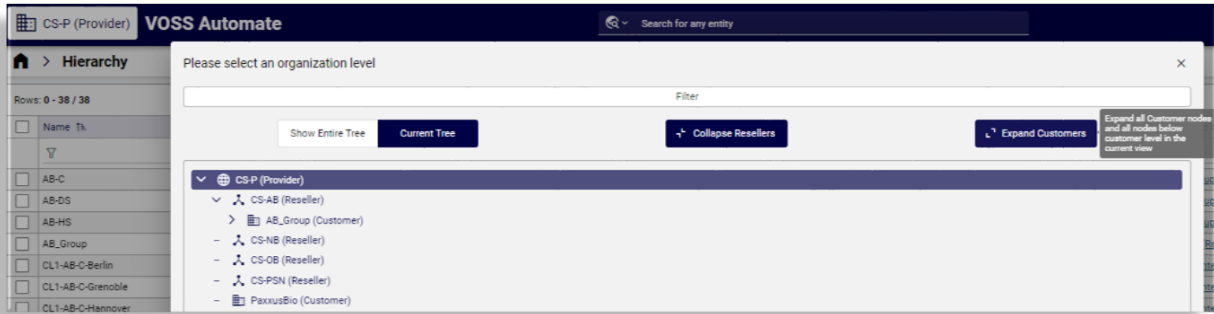 CS-P (Provider) VOSS Automate Search for any entity
> Hierarchy
Please select an organization level
Rows: 0 - 38 / 38
Filter
Name
Show Entire Tree Current Tree Collapse Resellers Expand Customers
Expand all Customer nodes
and all nodes below
customer level in the
current view
CS-P (Provider)
CS-AB (Reseller)
AB_Group (Customer)
CS-NB (Reseller)
CS-OB (Reseller)
CS-PSN (Reseller)
PaxxusBio (Customer)
AB-C
AB-DS
AB-HS
AB_Group
CL1-AB-C-Berlin
CL1-AB-C-Grenoble
CL1-AB-C-Hannover